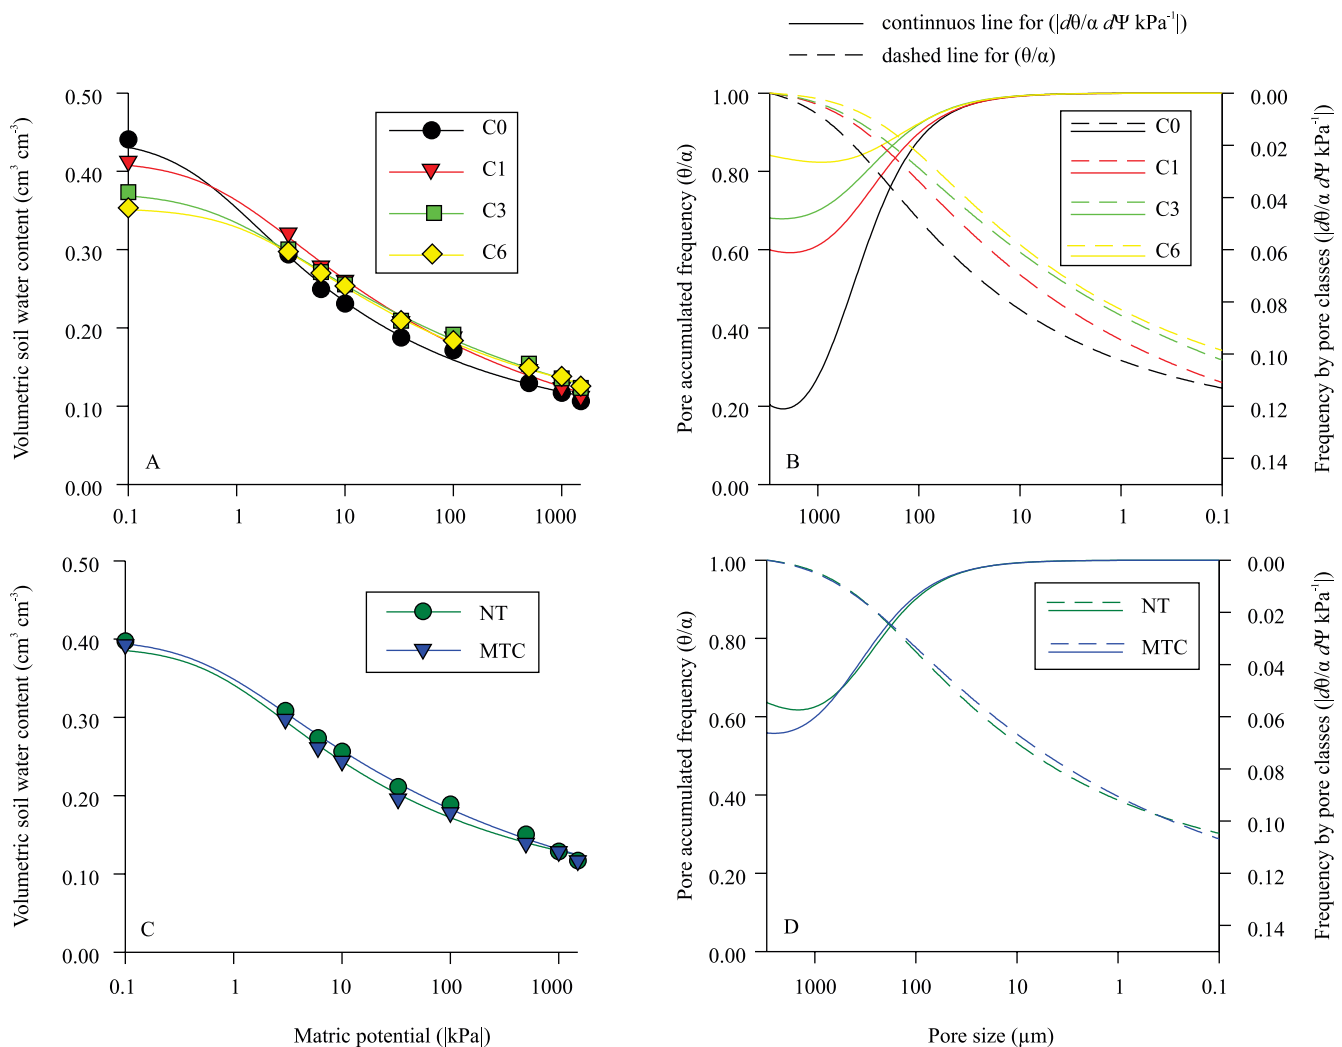 continnuos line for (|dθ/α dΨ kPa⁻¹|)
dashed line for (θ/α)
Volumetric soil water content (cm³ cm⁻³)
0.50
0.40
0.30
0.20
0.10
0.00
0.1
1
10
100
1000
C0
C1
C3
C6
A
Pore accumulated frequency (θ/α)
1.00
0.80
0.60
0.40
0.20
0.00
1000
100
10
1
0.1
C0
C1
C3
C6
B
0.00
0.02
0.04
0.06
0.08
0.10
0.12
0.14
Frequency by pore classes (|dθ/α dΨ kPa⁻¹|)
Volumetric soil water content (cm³ cm⁻³)
0.50
0.40
0.30
0.20
0.10
0.00
0.1
1
10
100
1000
NT
MTC
C
Matric potential (|kPa|)
Pore accumulated frequency (θ/α)
1.00
0.80
0.60
0.40
0.20
0.00
1000
100
10
1
0.1
NT
MTC
D
0.00
0.02
0.04
0.06
0.08
0.10
0.12
0.14
Frequency by pore classes (|dθ/α dΨ kPa⁻¹|)
Pore size (µm)